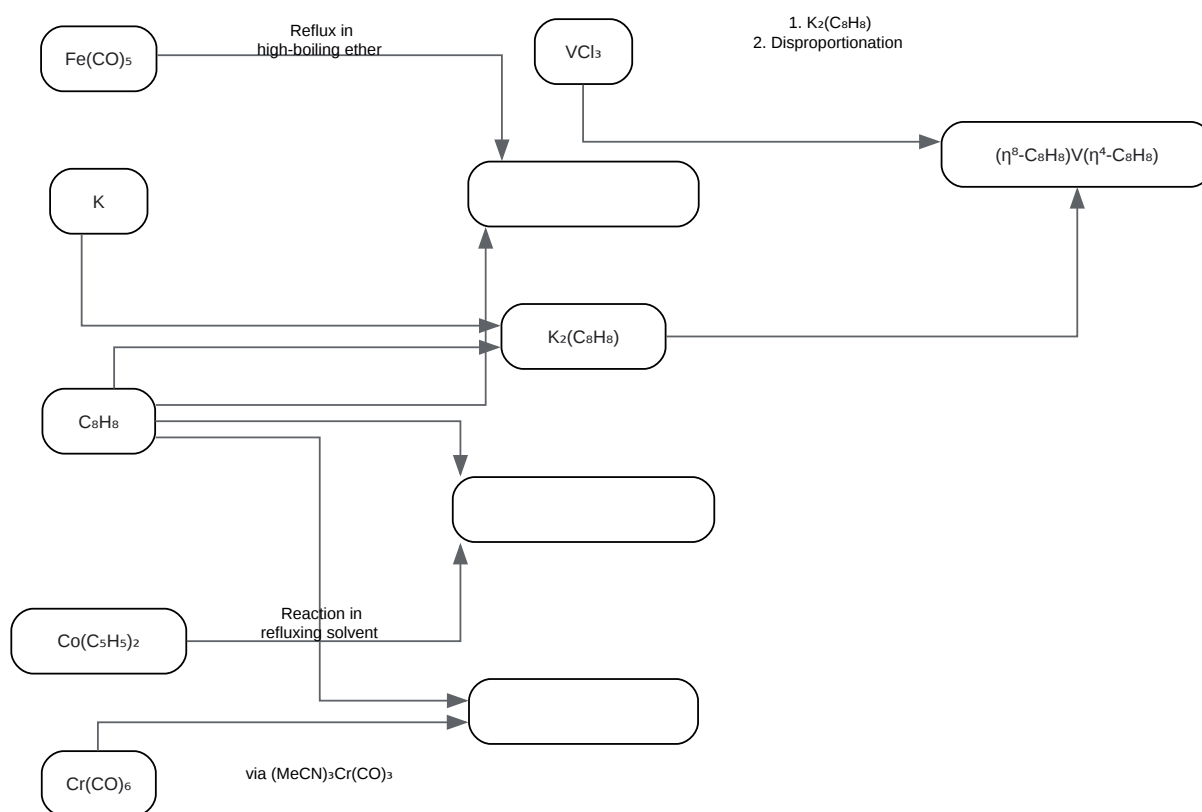 Reflux in
high-boiling ether
Fe(CO)₅
VCl₃
1. K₂(C₈H₈)
2. Disproportionation
(η⁸-C₈H₈)V(η⁴-C₈H₈)
K
K₂(C₈H₈)
C₈H₈
Reaction in
refluxing solvent
Co(C₅H₅)₂
via (MeCN)₃Cr(CO)₃
Cr(CO)₆